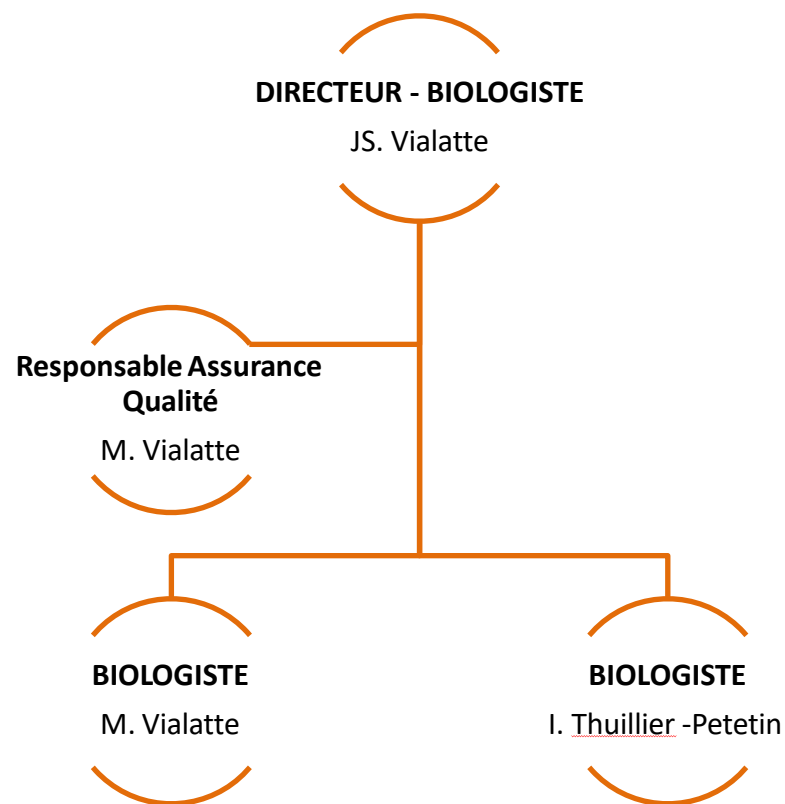 DIRECTEUR - BIOLOGISTE
JS. Vialatte
Responsable Assurance
Qualité
M. Vialatte
BIOLOGISTE
M. Vialatte
BIOLOGISTE
I. Thuillier -Petetin